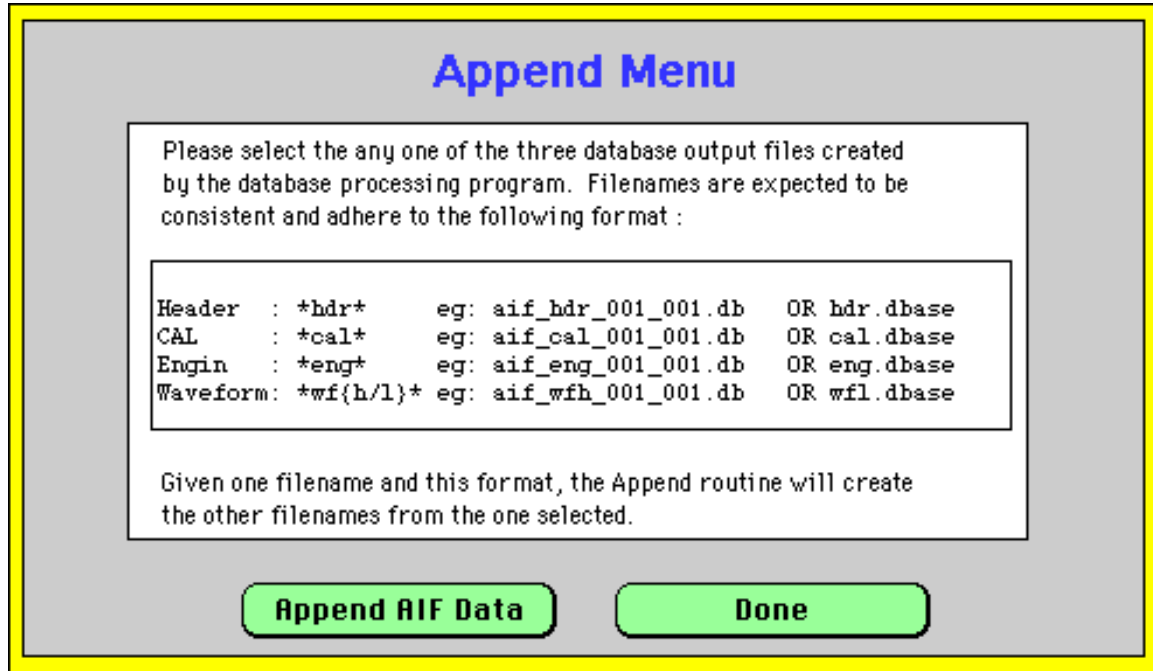 Append Menu
Please select the any one of the three database output files created
by the database processing program.  Filenames are expected to be
consistent and adhere to the following format :
Header  : *hdr*     eg: aif_hdr_001_001.db   OR hdr.dbase
CAL     : *cal*     eg: aif_cal_001_001.db   OR cal.dbase
Engin   : *eng*     eg: aif_eng_001_001.db   OR eng.dbase
Waveform: *wf{h/l}* eg: aif_wfh_001_001.db   OR wfl.dbase
Given one filename and this format, the Append routine will create
the other filenames from the one selected.
Append AIF Data
Done